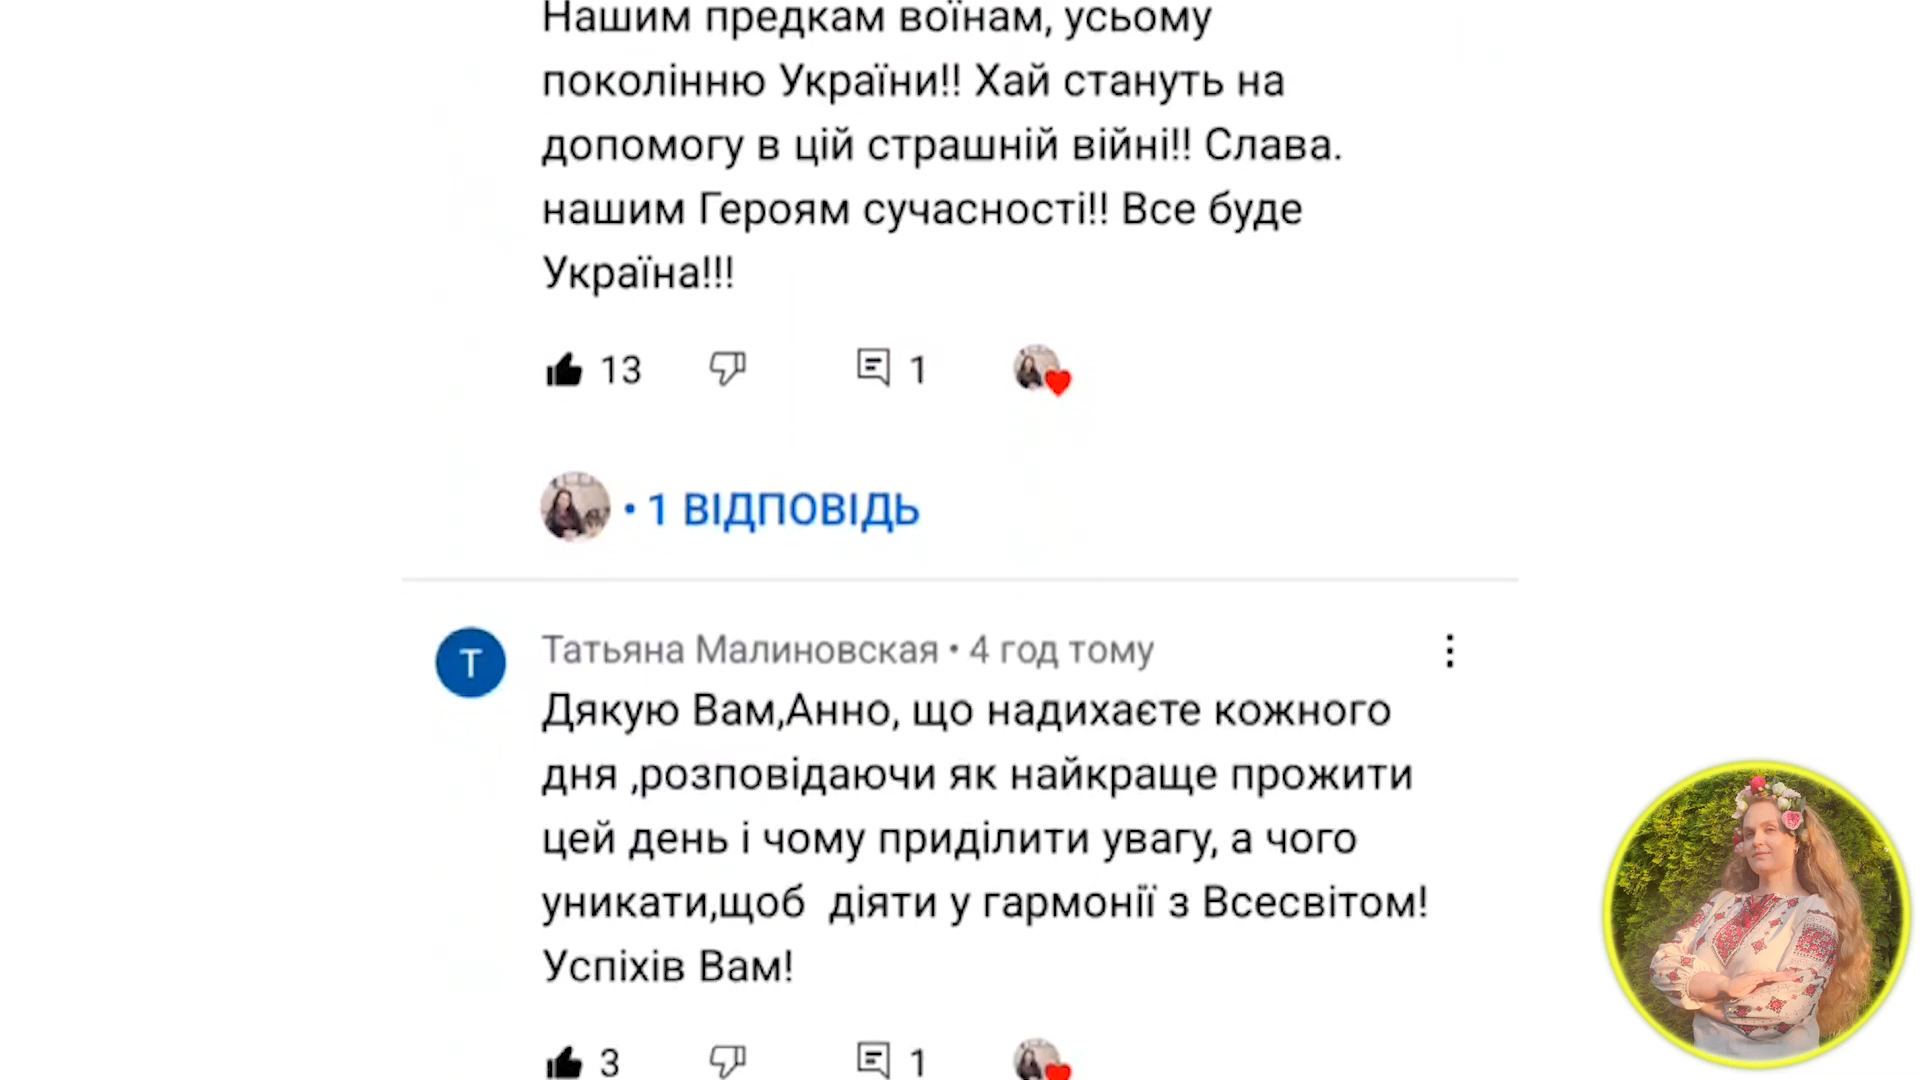 Нашим предкам воїнам, усьому
поколінню України!! Хай стануть на
допомогу в цій страшній війні!! Слава.
нашим Героям сучасності!! Все буде
Україна!!!
13 1
• 1 ВІДПОВІДЬ
Т
Татьяна Малиновская • 4 год тому
Дякую Вам,Анно, що надихаєте кожного
дня ,розповідаючи як найкраще прожити
цей день і чому приділити увагу, а чого
уникати,щоб  діяти у гармонії з Всесвітом!
Успіхів Вам!
3 1